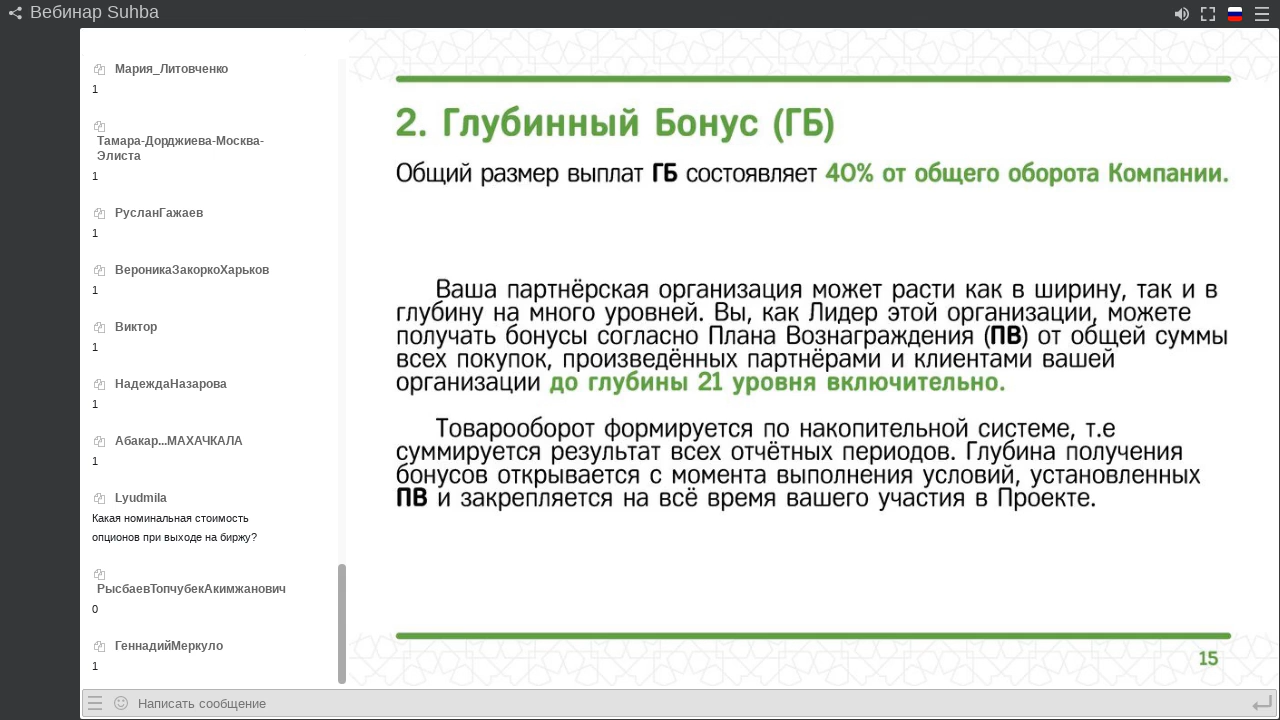 Вебинар Suhba
Мария_Литовченко
1
Тамара-Дорджиева-Москва-
Элиста
1
РусланГажаев
1
ВероникаЗакоркоХарьков
1
Виктор
1
НадеждаНазарова
1
Абакар...МАХАЧКАЛА
1
Lyudmila
Какая номинальная стоимость
опционов при выходе на биржу?
РысбаевТопчубекАкимжанович
0
ГеннадийМеркуло
1
Написать сообщение
2. Глубинный Бонус (ГБ)
Общий размер выплат ГБ состоявляет 40% от общего оборота Компании.
Ваша партнёрская организация может расти как в ширину, так и в
глубину на много уровней. Вы, как Лидер этой организации, можете
получать бонусы согласно Плана Вознаграждения (ПВ) от общей суммы
всех покупок, произведённых партнёрами и клиентами вашей
организации до глубины 21 уровня включительно.
Товарооборот формируется по накопительной системе, т.е
суммируется результат всех отчётных периодов. Глубина получения
бонусов открывается с момента выполнения условий, установленных
ПВ и закрепляется на всё время вашего участия в Проекте.
15